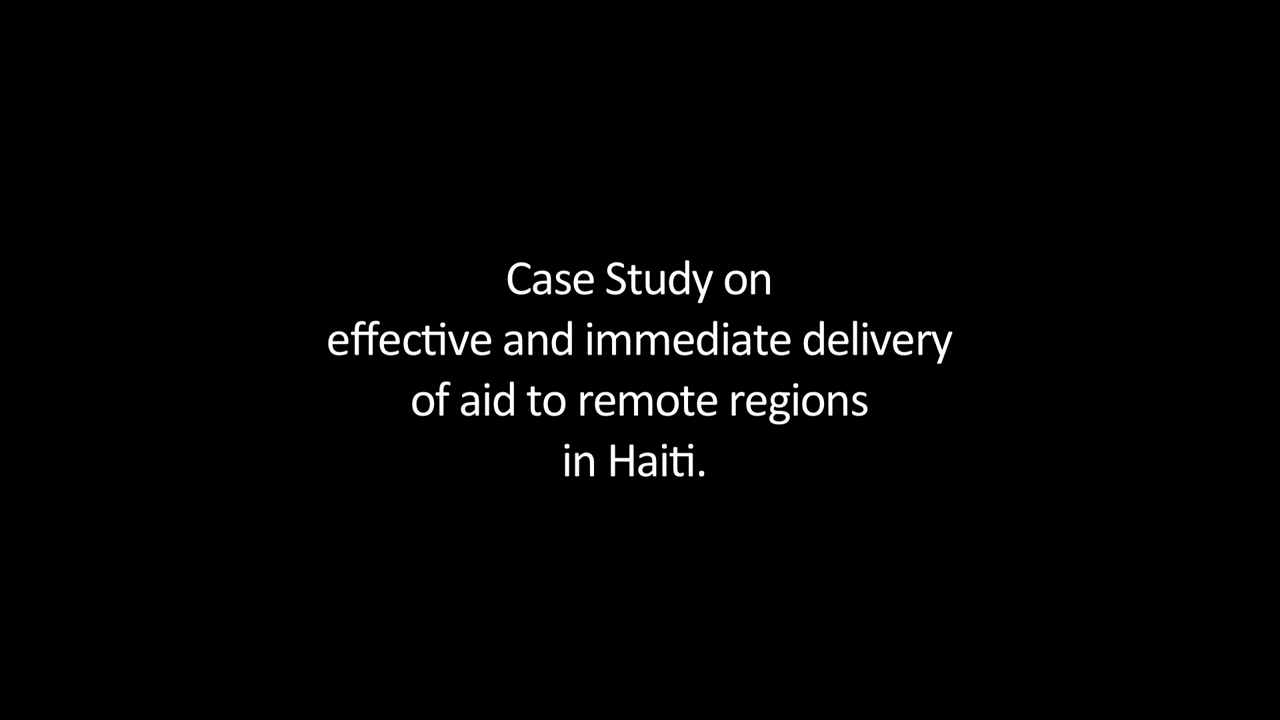 Case Study on
effective and immediate delivery
of aid to remote regions
in Haiti.